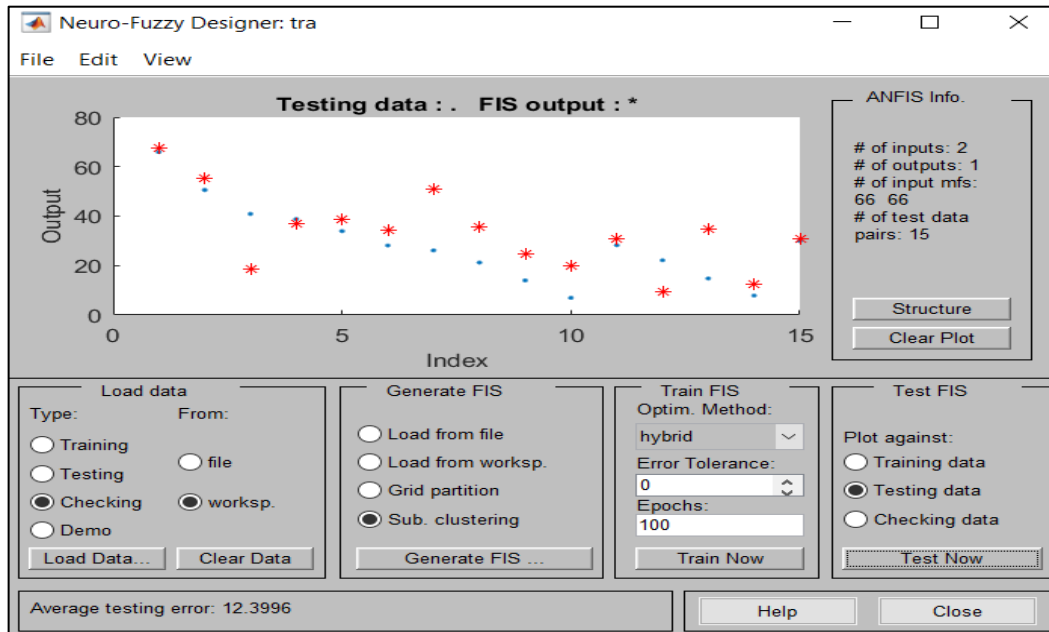 Neuro-Fuzzy Designer: tra
File Edit View
Testing data : . FIS output : *
80
60
40
20
0
Output
0 5 10 15
Index
ANFIS Info.
# of inputs: 2
# of outputs: 1
# of input mfs:
66 66
# of test data
pairs: 15
Structure
Clear Plot
Load data
Type: From:
Training
Testing
Checking
Demo
file
worksp.
Load Data... Clear Data
Generate FIS
Load from file
Load from worksp.
Grid partition
Sub. clustering
Generate FIS ...
Train FIS
Optim. Method:
hybrid
Error Tolerance:
0
Epochs:
100
Train Now
Test FIS
Plot against:
Training data
Testing data
Checking data
Test Now
Average testing error: 12.3996
Help Close